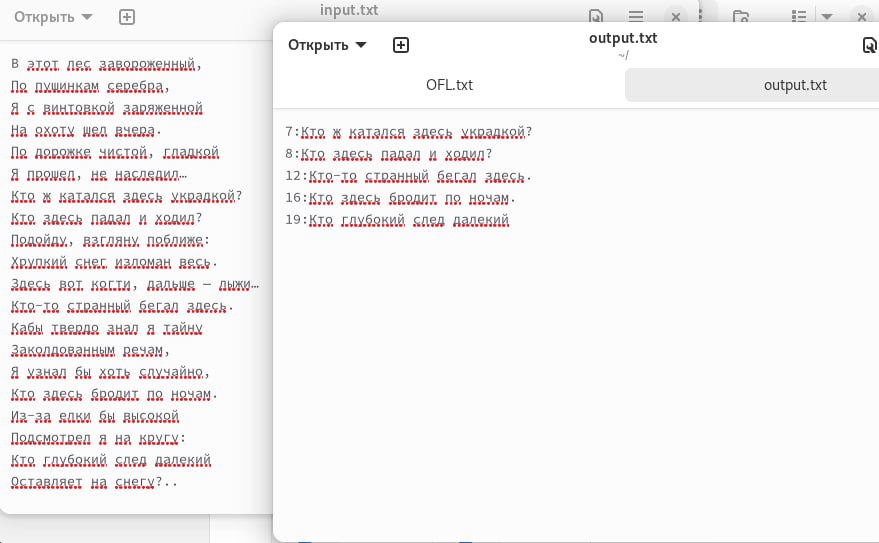 Открыть
input.txt
В этот лес завороженный,
По пушинкам серебра,
Я с винтовкой заряженной
На охоту шел вчера.
По дорожке чистой, гладкой
Я прошел, не наследил…
Кто ж катался здесь украдкой?
Кто здесь падал и ходил?
Подойду, взгляну поближе:
Хрупкий снег изломан весь.
Здесь вот когти, дальше — лыжи…
Кто-то странный бегал здесь.
Кабы твердо знал я тайну
Заколдованным речам,
Я узнал бы хоть случайно,
Кто здесь бродит по ночам.
Из-за елки бы высокой
Подсмотрел я на кругу:
Кто глубокий след далекий
Оставляет на снегу?..
Открыть
output.txt
~/
OFL.txt
output.txt
7:Кто ж катался здесь украдкой?
8:Кто здесь падал и ходил?
12:Кто-то странный бегал здесь.
16:Кто здесь бродит по ночам.
19:Кто глубокий след далекий